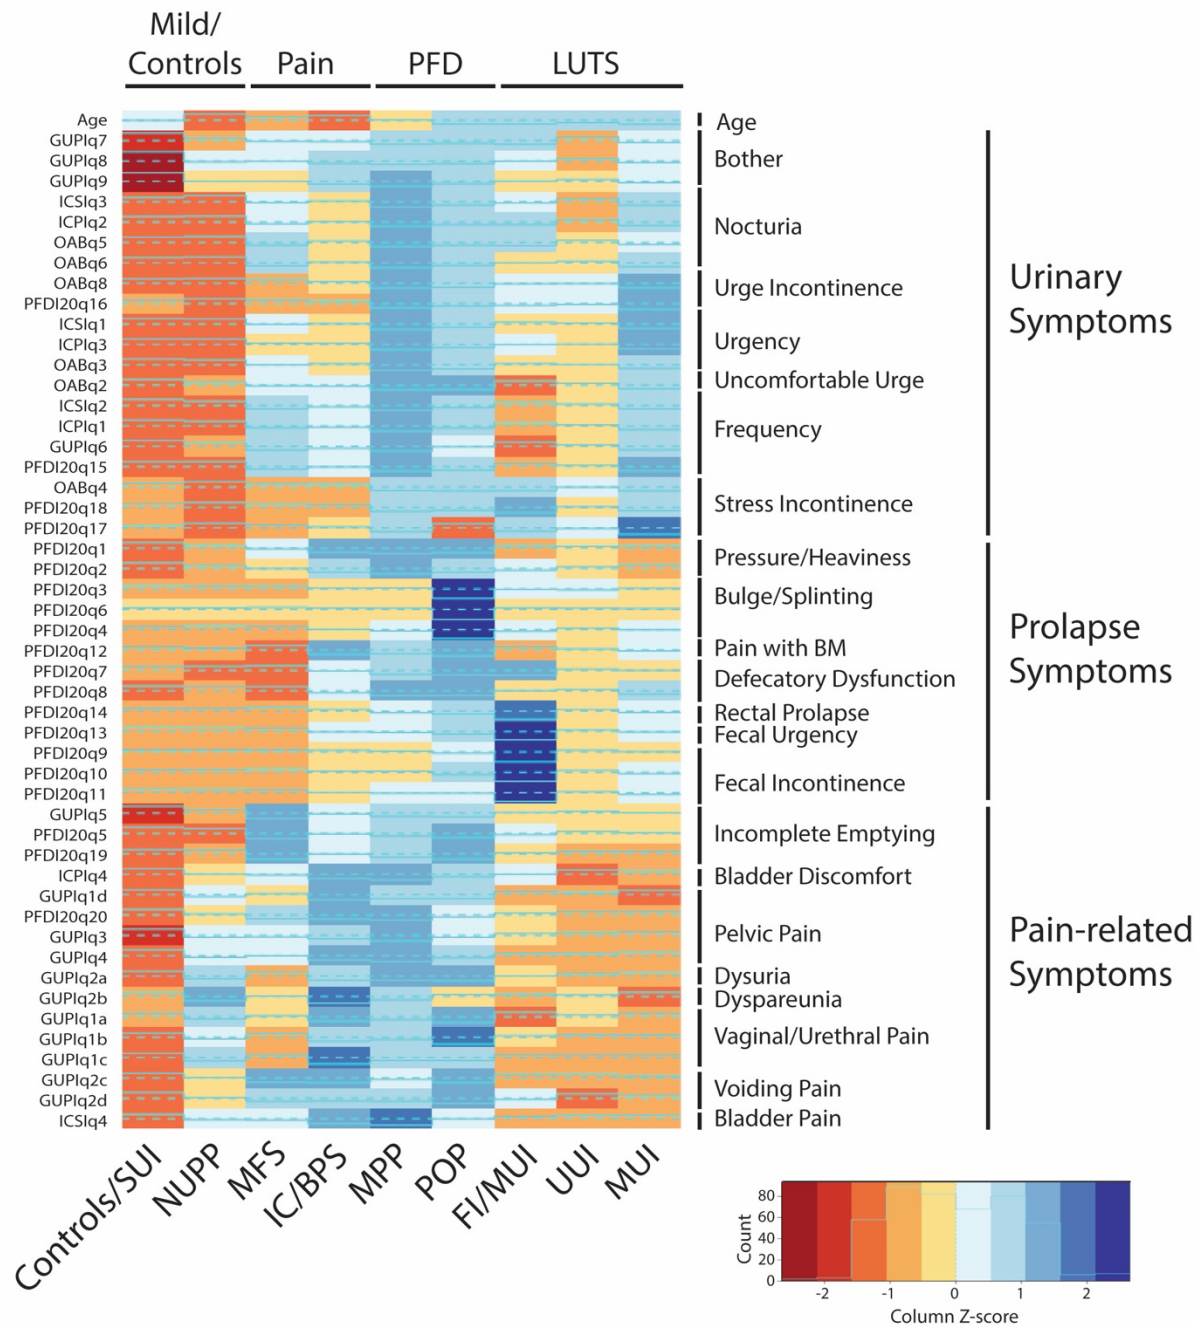 Mild/
Controls
Pain
PFD
LUTS
Age
GUPIq7
GUPIq8
GUPIq9
ICSIq3
ICPIq2
OABq5
OABq6
OABq8
PFDI20q16
ICSIq1
ICPIq3
OABq3
OABq2
ICSIq2
ICPIq1
GUPIq6
PFDI20q15
OABq4
PFDI20q18
PFDI20q17
PFDI20q1
PFDI20q2
PFDI20q3
PFDI20q6
PFDI20q4
PFDI20q12
PFDI20q7
PFDI20q8
PFDI20q14
PFDI20q13
PFDI20q9
PFDI20q10
PFDI20q11
GUPIq5
PFDI20q5
PFDI20q19
ICPIq4
GUPIq1d
PFDI20q20
GUPIq3
GUPIq4
GUPIq2a
GUPIq2b
GUPIq1a
GUPIq1b
GUPIq1c
GUPIq2c
GUPIq2d
ICSIq4
Age
Bother
Nocturia
Urge Incontinence
Urgency
Uncomfortable Urge
Frequency
Stress Incontinence
Pressure/Heaviness
Bulge/Splinting
Pain with BM
Defecatory Dysfunction
Rectal Prolapse
Fecal Urgency
Fecal Incontinence
Incomplete Emptying
Bladder Discomfort
Pelvic Pain
Dysuria
Dyspareunia
Vaginal/Urethral Pain
Voiding Pain
Bladder Pain
Urinary
Symptoms
Prolapse
Symptoms
Pain-related
Symptoms
Controls/SUI
NUPP
MFS
IC/BPS
MPP
POP
FI/MUI
UUI
MUI
Count
80
60
40
20
0
-2
-1
0
1
2
Column Z-score